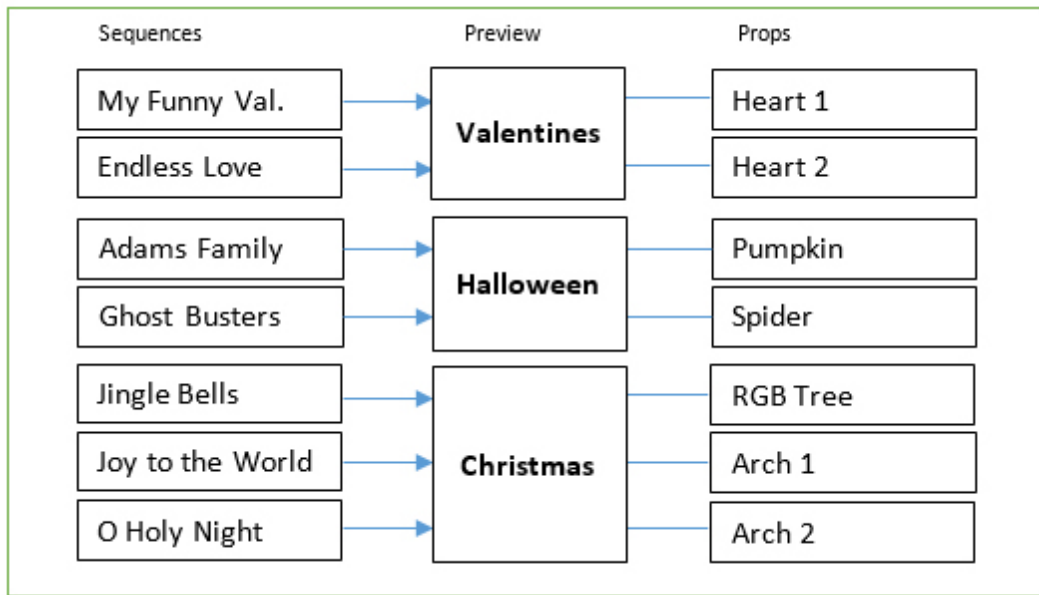 Sequences Preview Props
My Funny Val. Heart 1
Valentines
Endless Love Heart 2
Adams Family Pumpkin
Halloween
Ghost Busters Spider
Jingle Bells RGB Tree
Joy to the World Christmas Arch 1
O Holy Night Arch 2